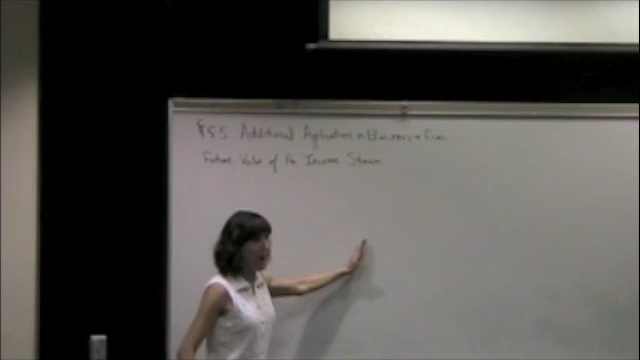 §5.5 Additional Applications to Business + Econ
Future Value of An Income Stream